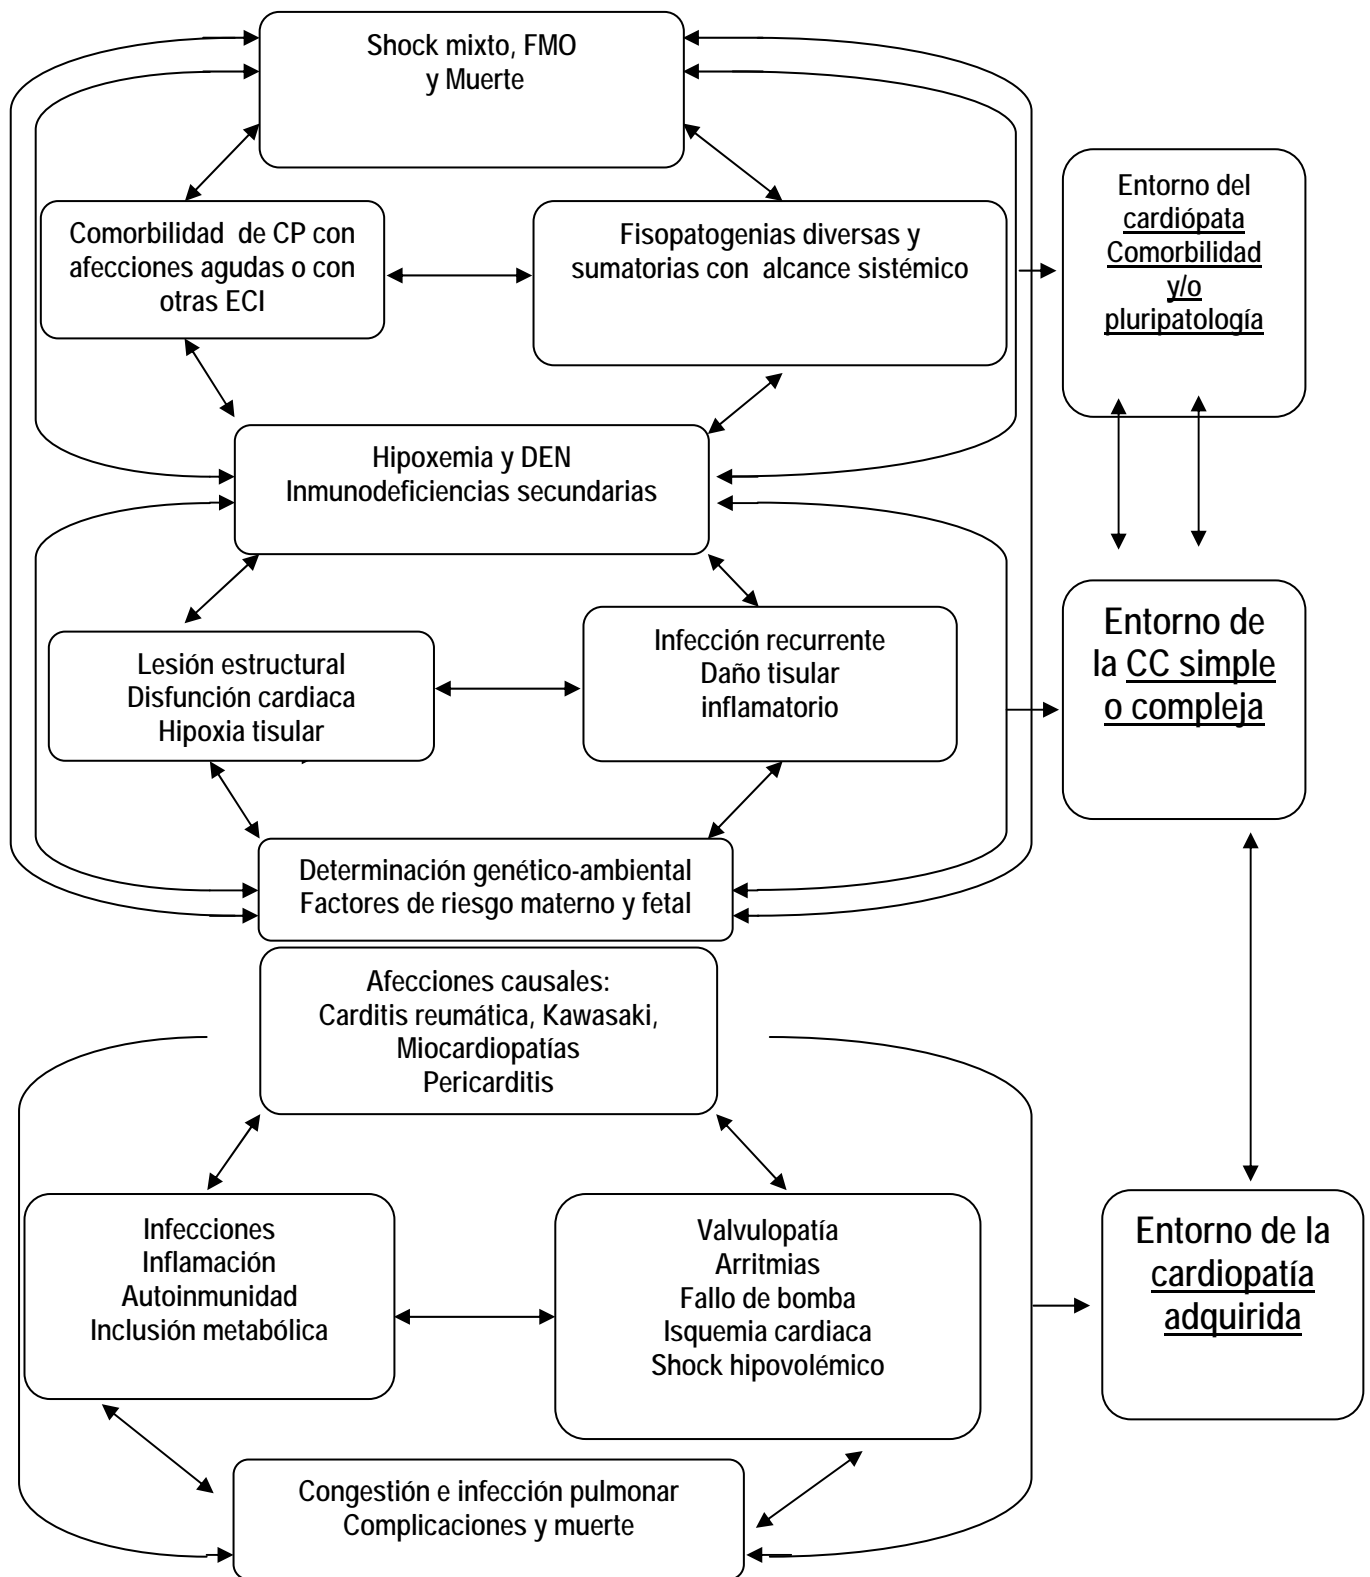 Shock mixto, FMO
y Muerte
Comorbilidad de CP con
afecciones agudas o con
otras ECI
Fisopatogenias diversas y
sumatorias con alcance sistémico
Entorno del
cardiópata
Comorbilidad
y/o
pluripatología
Hipoxemia y DEN
Inmunodeficiencias secundarias
Lesión estructural
Disfunción cardiaca
Hipoxia tisular
Infección recurrente
Daño tisular
inflamatorio
Entorno de
la CC simple
o compleja
Determinación genético-ambiental
Factores de riesgo materno y fetal
Afecciones causales:
Carditis reumática, Kawasaki,
Miocardiopatías
Pericarditis
Infecciones
Inflamación
Autoinmunidad
Inclusión metabólica
Valvulopatía
Arritmias
Fallo de bomba
Isquemia cardiaca
Shock hipovolémico
Entorno de la
cardiopatía
adquirida
Congestión e infección pulmonar
Complicaciones y muerte